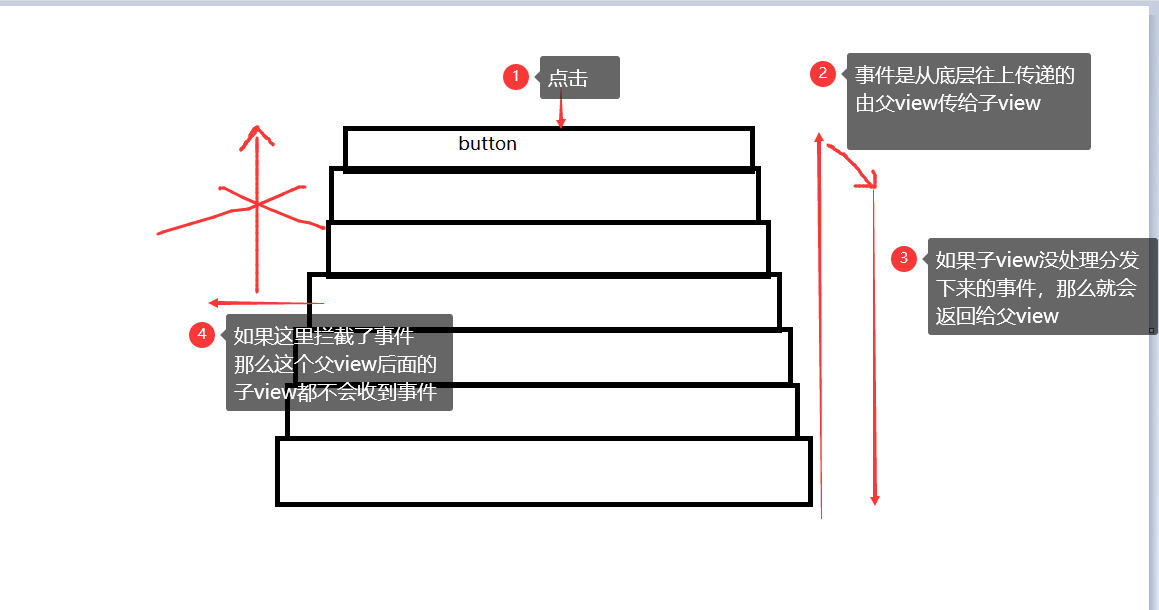 1
点击
2
事件是从底层往上传递的
由父view传给子view
button
3
如果子view没处理分发
下来的事件，那么就会
返回给父view
4
如果这里拦截了事件
那么这个父view后面的
子view都不会收到事件